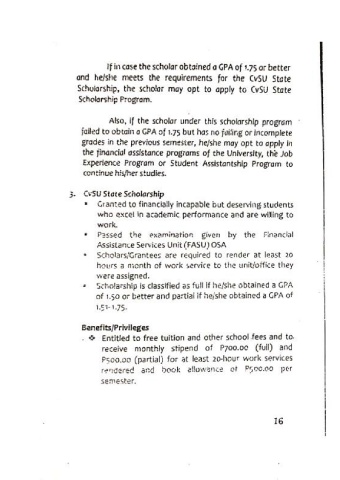 If in case the scholar obtained a GPA of 1.75 or better
and he/she meets the requirements for the CvSU State
Scholarship, the scholar may opt to apply to CvSU State
Scholarship Program.
Also, if the scholar under this scholarship program
failed to obtain a GPA of 1.75 but has no failing or incomplete
grades in the previous semester, he/she may opt to apply in
the financial assistance programs of the University, the Job
Experience Program or Student Assistantship Program to
continue his/her studies.
3. CvSU State Scholarship
• Granted to financially incapable but deserving students
who excel in academic performance and are willing to
work.
• Passed the examination given by the Financial
Assistance Services Unit (FASU) OSA
• Scholars/Grantees are required to render at least 20
hours a month of work service to the unit/office they
were assigned.
• Scholarship is classified as full if he/she obtained a GPA
of 1.50 or better and partial if he/she obtained a GPA of
1.51-1.75.
Benefits/Privileges
❖ Entitled to free tuition and other school fees and to
receive monthly stipend of P700.00 (full) and
P500.00 (partial) for at least 20-hour work services
rendered and book allowance of P500.00 per
semester.
16